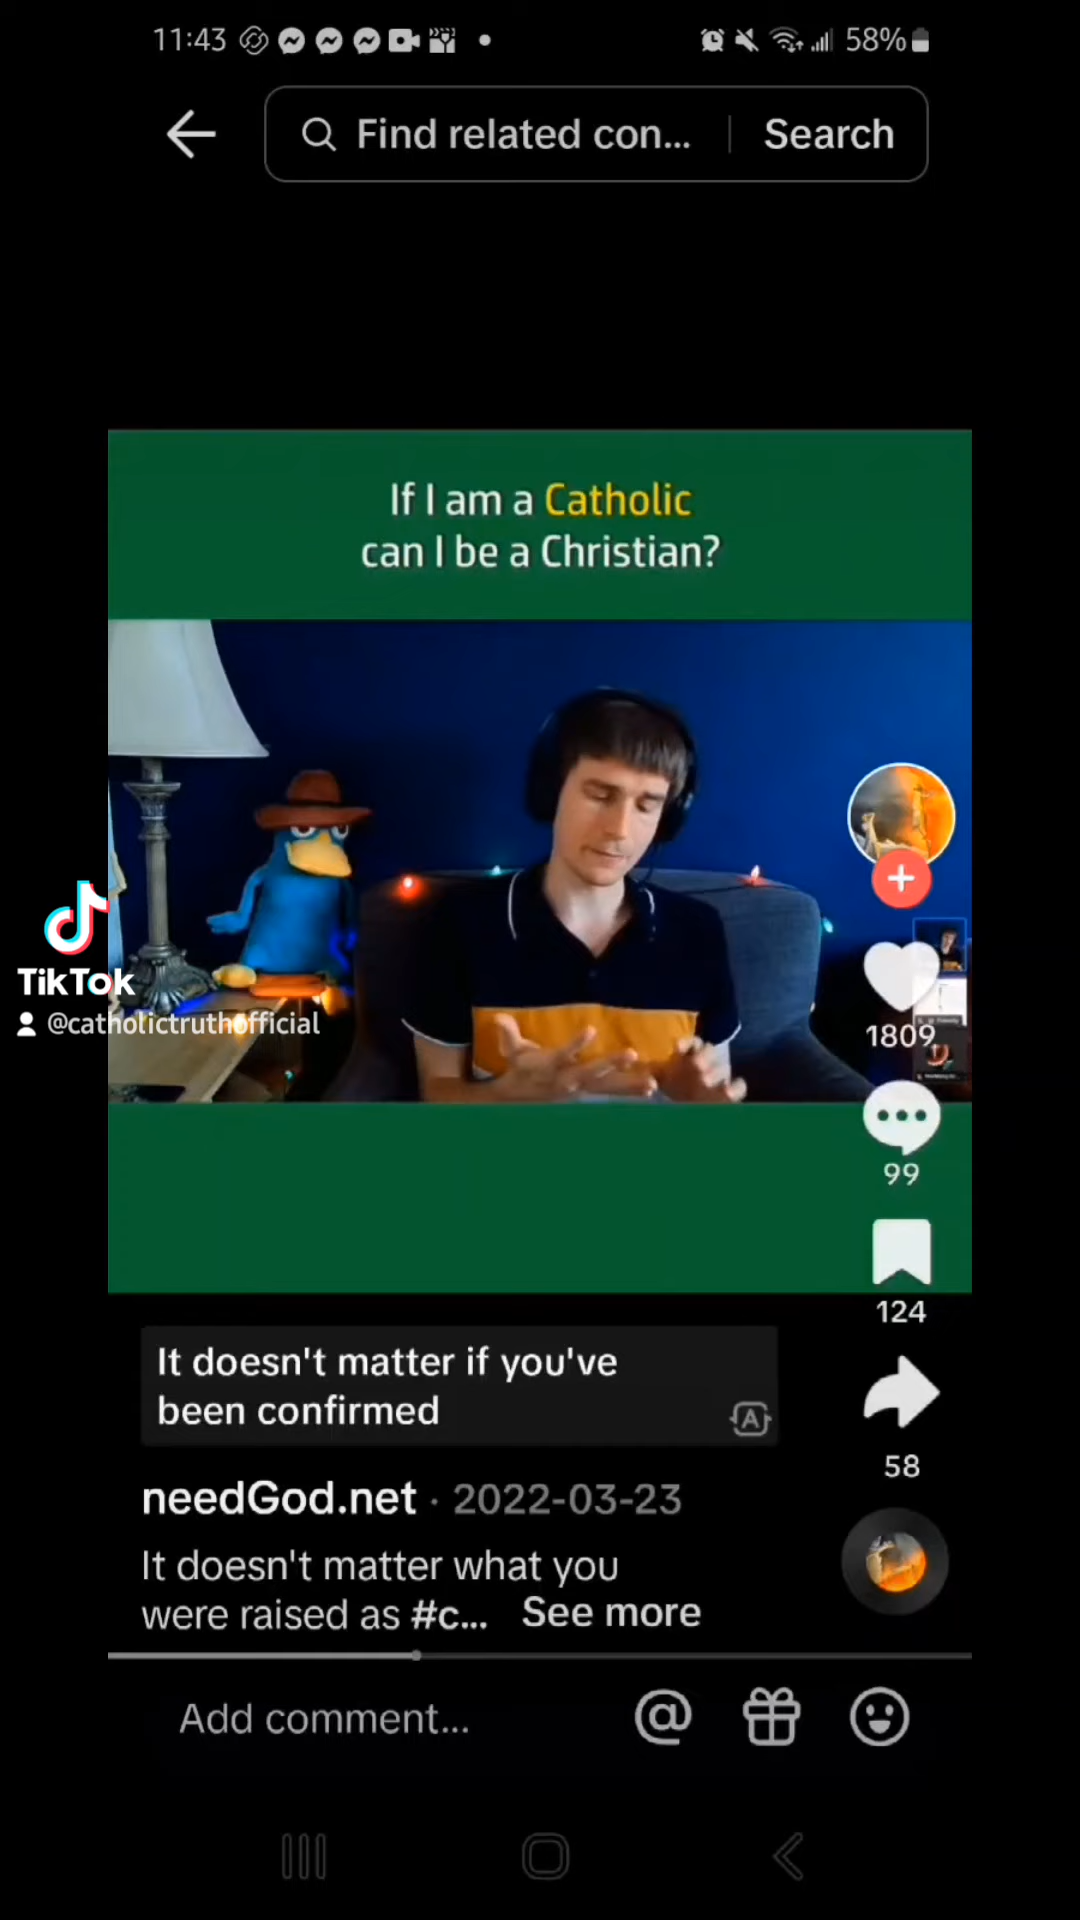 11:43
58%
Find related con... | Search
If I am a Catholic
can I be a Christian?
TikTok
@catholictruthofficial
1809
99
124
58
It doesn't matter if you've
been confirmed
needGod.net · 2022-03-23
It doesn't matter what you
were raised as #c... See more
Add comment...